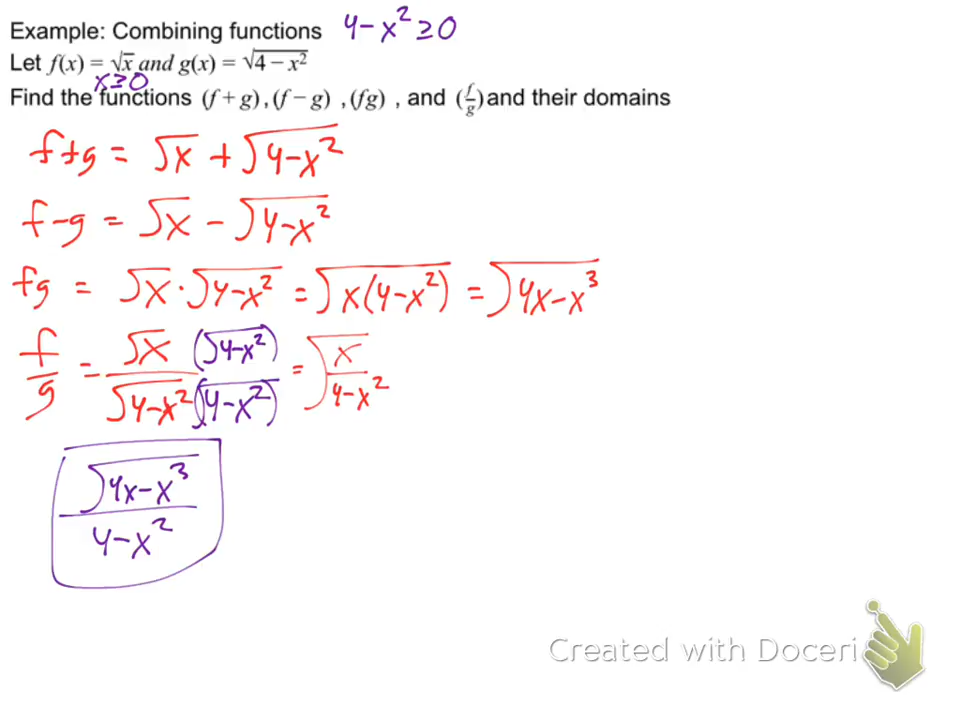 Example: Combining functions 4-x²≥0
Let f(x) = √x and g(x) = √4 − x²
x≥0
Find the functions (f + g), (f − g) , (fg) , and (f/g) and their domains
f+g = √x + √4-x²
f-g = √x - √4-x²
fg = √x · √4-x² = √x(4-x²) = √4x-x³
f/g = √x (√4-x²) / √4-x² (√4-x²) = √x/4-x²
√4x-x³
4-x²
Created with Doceri